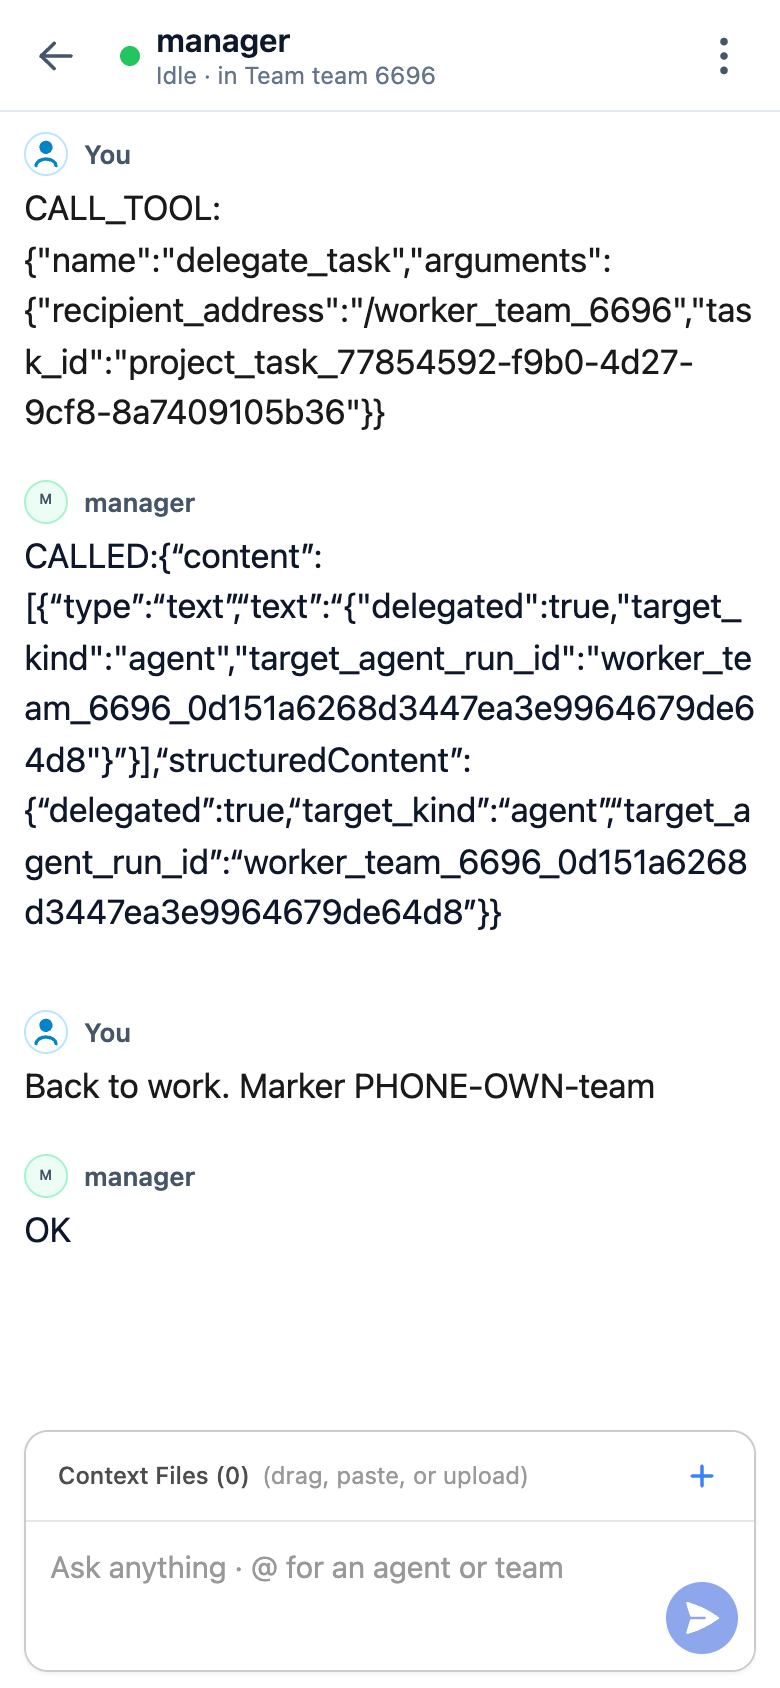 manager
Idle · in Team team 6696
You
CALL_TOOL:
{"name":"delegate_task","arguments":
{"recipient_address":"/worker_team_6696","tas
k_id":"project_task_77854592-f9b0-4d27-
9cf8-8a7409105b36"}}
M manager
CALLED:{“content”:
[{“type”:“text”,“text”:“{"delegated":true,"target_
kind":"agent","target_agent_run_id":"worker_te
am_6696_0d151a6268d3447ea3e9964679de6
4d8"}”}],“structuredContent”:
{“delegated”:true,“target_kind”:“agent”,“target_a
gent_run_id”:“worker_team_6696_0d151a6268
d3447ea3e9964679de64d8”}}
You
Back to work. Marker PHONE-OWN-team
M manager
OK
Context Files (0) (drag, paste, or upload)
Ask anything · @ for an agent or team